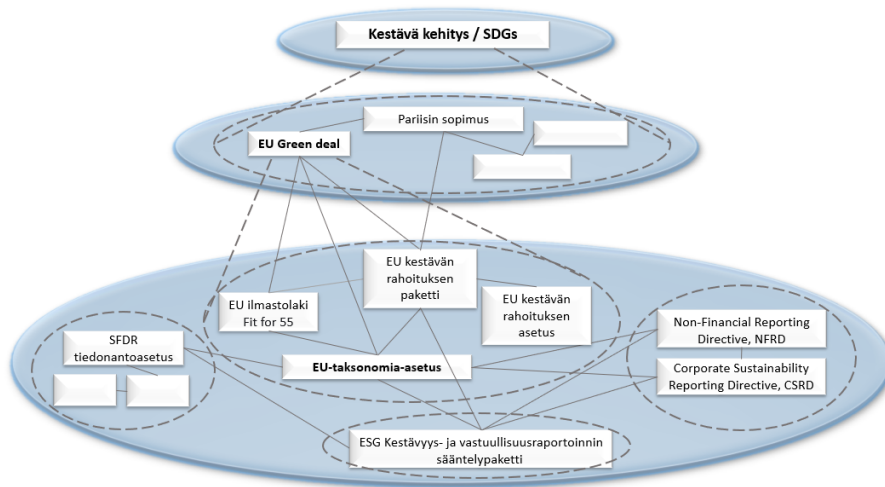 Kestävä kehitys / SDGs
Pariisin sopimus
EU Green deal
EU kestävän
rahoituksen
paketti
EU ilmastolaki
Fit for 55
EU kestävän
rahoituksen
asetus
SFDR
tiedonantoasetus
Non-Financial Reporting
Directive, NFRD
EU-taksonomia-asetus
Corporate Sustainability
Reporting Directive, CSRD
ESG Kestävyys- ja vastuullisuusraportoinnin
sääntelypaketti